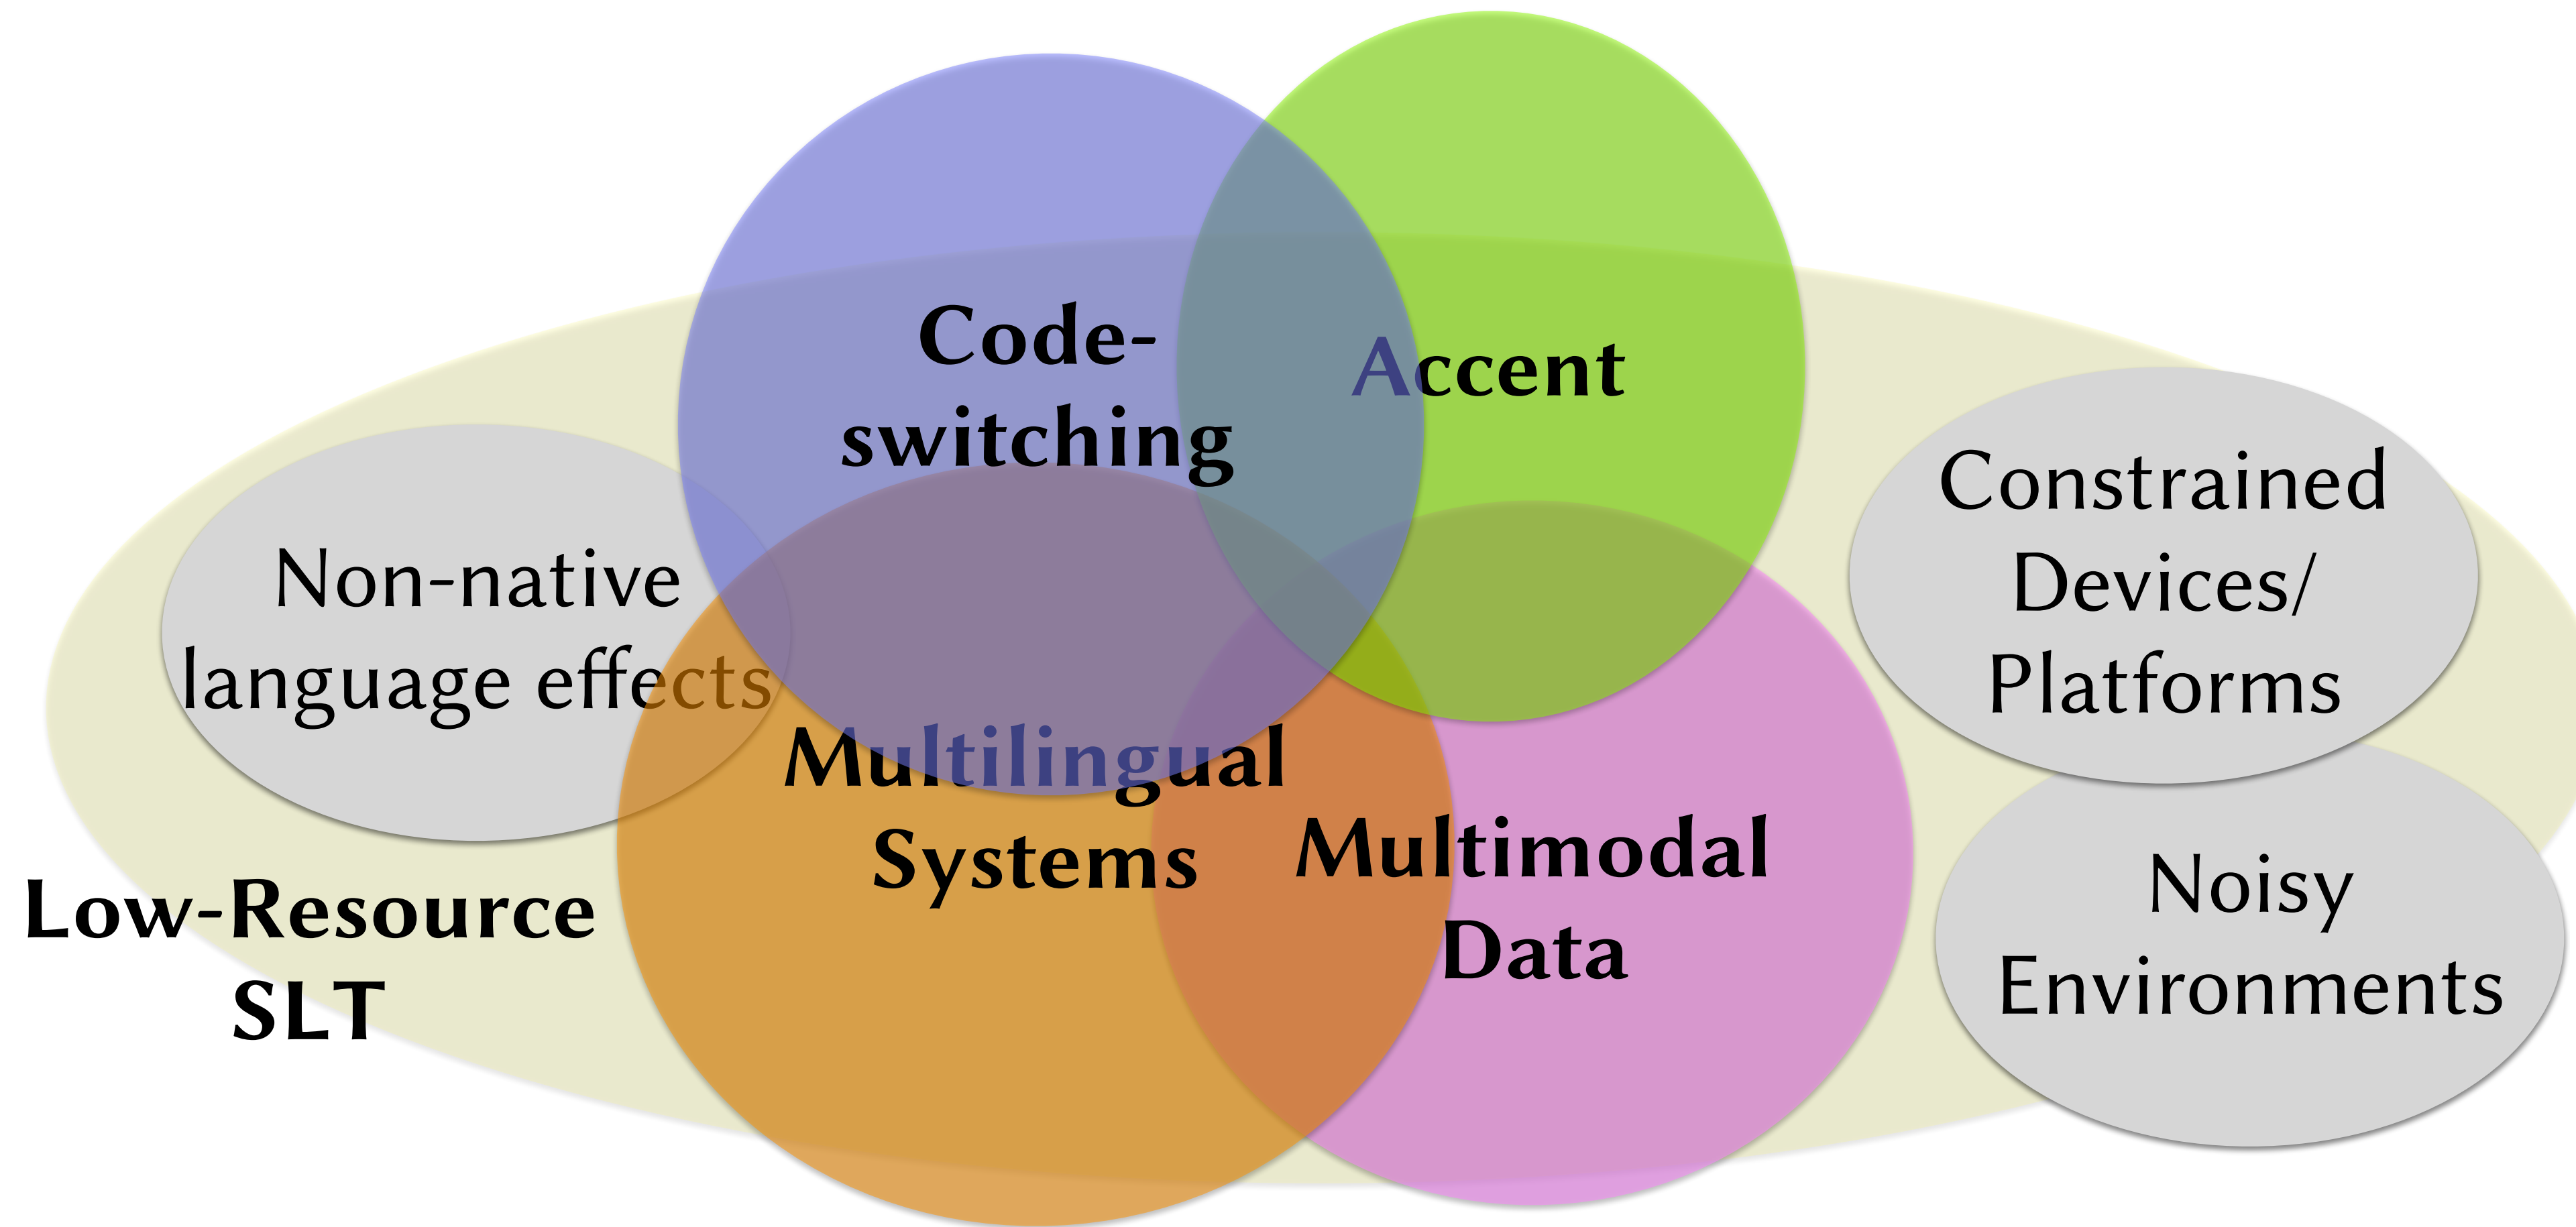 Code-
switching
Accent
Non-native
language effects
Constrained
Devices/
Platforms
Multilingual
Systems
Multimodal
Data
Low-Resource
SLT
Noisy
Environments